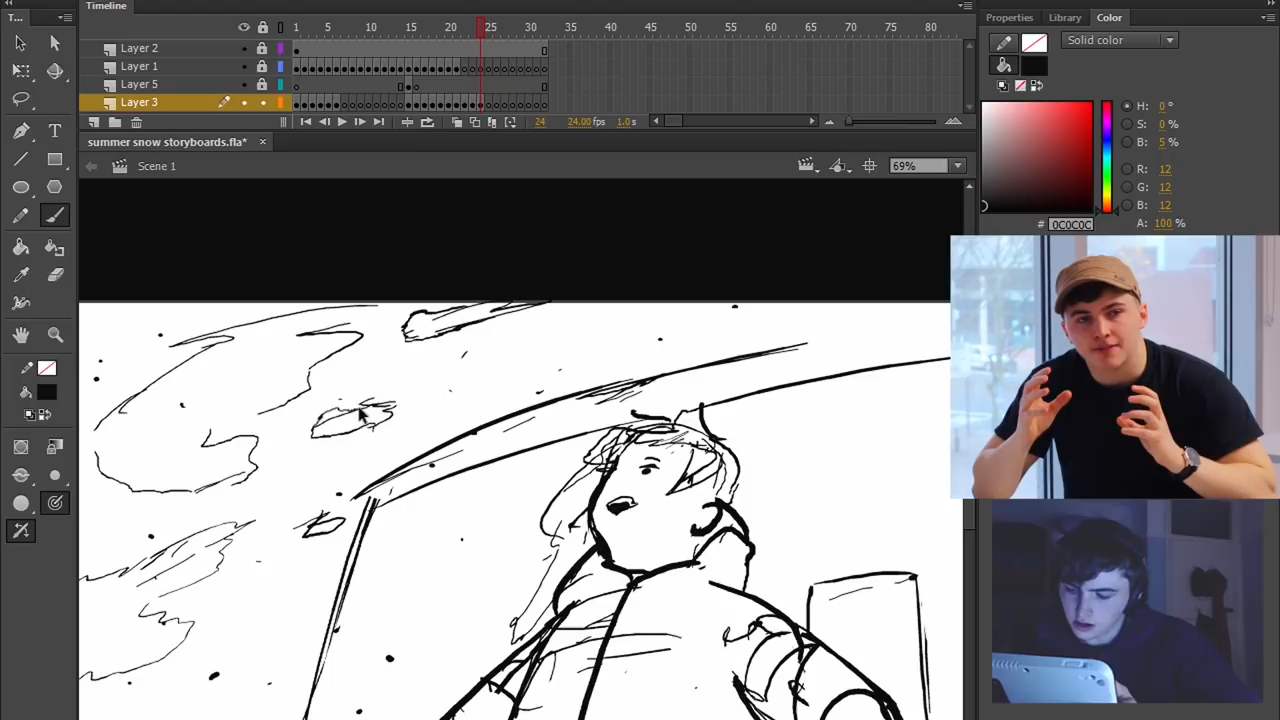 T...
Timeline
Properties
Library
Color
1 5 10 15 20 25 30 35 40 45 50 55 60 65 70 75 80
Layer 2
Layer 1
Layer 5
Layer 3
24 24.00 fps 1.0 s
summer snow storyboards.fla* ×
Scene 1
69%
Solid color
H: 0 °
S: 0 %
B: 5 %
R: 12
G: 12
B: 12
# 0C0C0C
A: 100 %